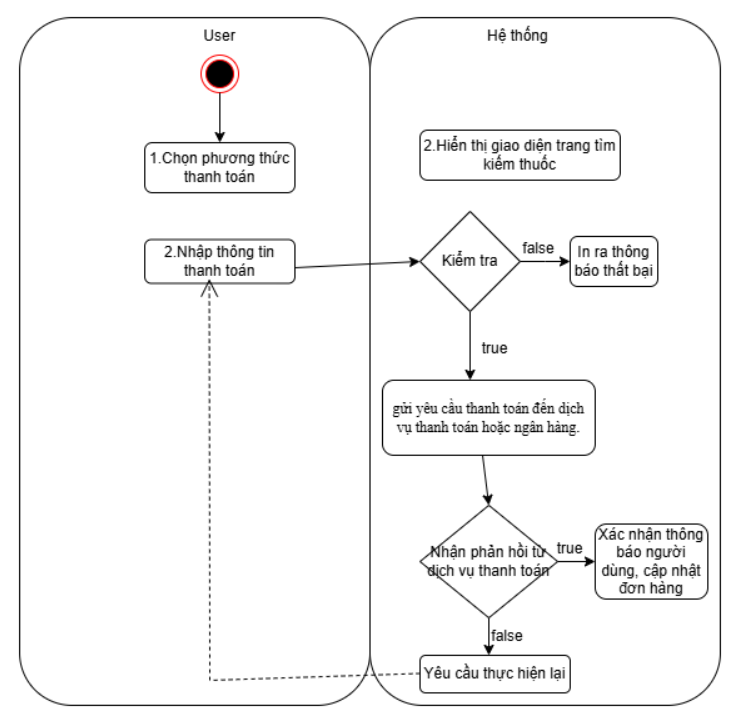 User
Hệ thống
1.Chọn phương thức
thanh toán
2.Hiển thị giao diện trang tìm
kiếm thuốc
2.Nhập thông tin
thanh toán
Kiểm tra
false
In ra thông
báo thất bại
true
gửi yêu cầu thanh toán đến dịch
vụ thanh toán hoặc ngân hàng.
Nhận phản hồi từ
dịch vụ thanh toán
true
Xác nhận thông
báo người
dùng, cập nhật
đơn hàng
false
Yêu cầu thực hiện lại